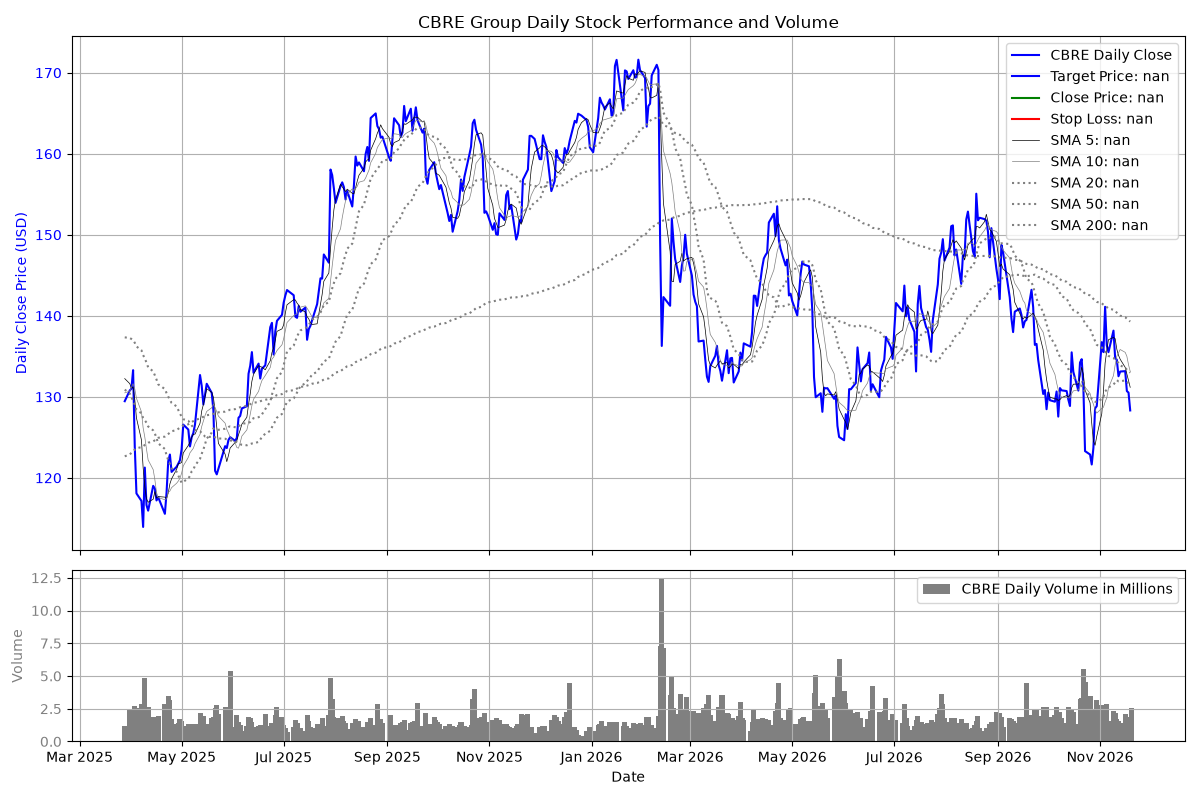 CBRE Group Daily Stock Performance and Volume
Daily Close Price (USD)
170
160
150
140
130
120
CBRE Daily Close
Target Price: nan
Close Price: nan
Stop Loss: nan
SMA 5: nan
SMA 10: nan
SMA 20: nan
SMA 50: nan
SMA 200: nan
Volume
12.5
10.0
7.5
5.0
2.5
0.0
CBRE Daily Volume in Millions
Mar 2025 May 2025 Jul 2025 Sep 2025 Nov 2025 Jan 2026 Mar 2026 May 2026 Jul 2026 Sep 2026 Nov 2026
Date